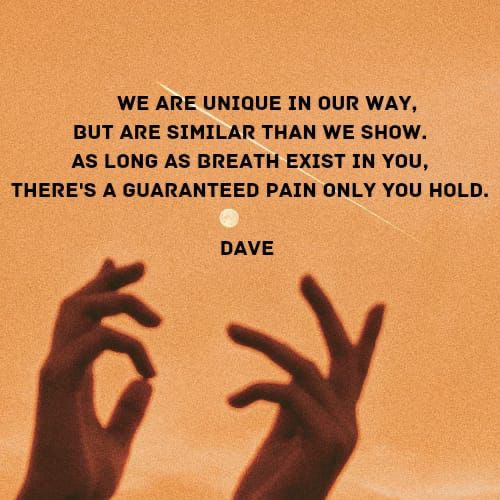 WE ARE UNIQUE IN OUR WAY,
BUT ARE SIMILAR THAN WE SHOW.
AS LONG AS BREATH EXIST IN YOU,
THERE'S A GUARANTEED PAIN ONLY YOU HOLD.
DAVE